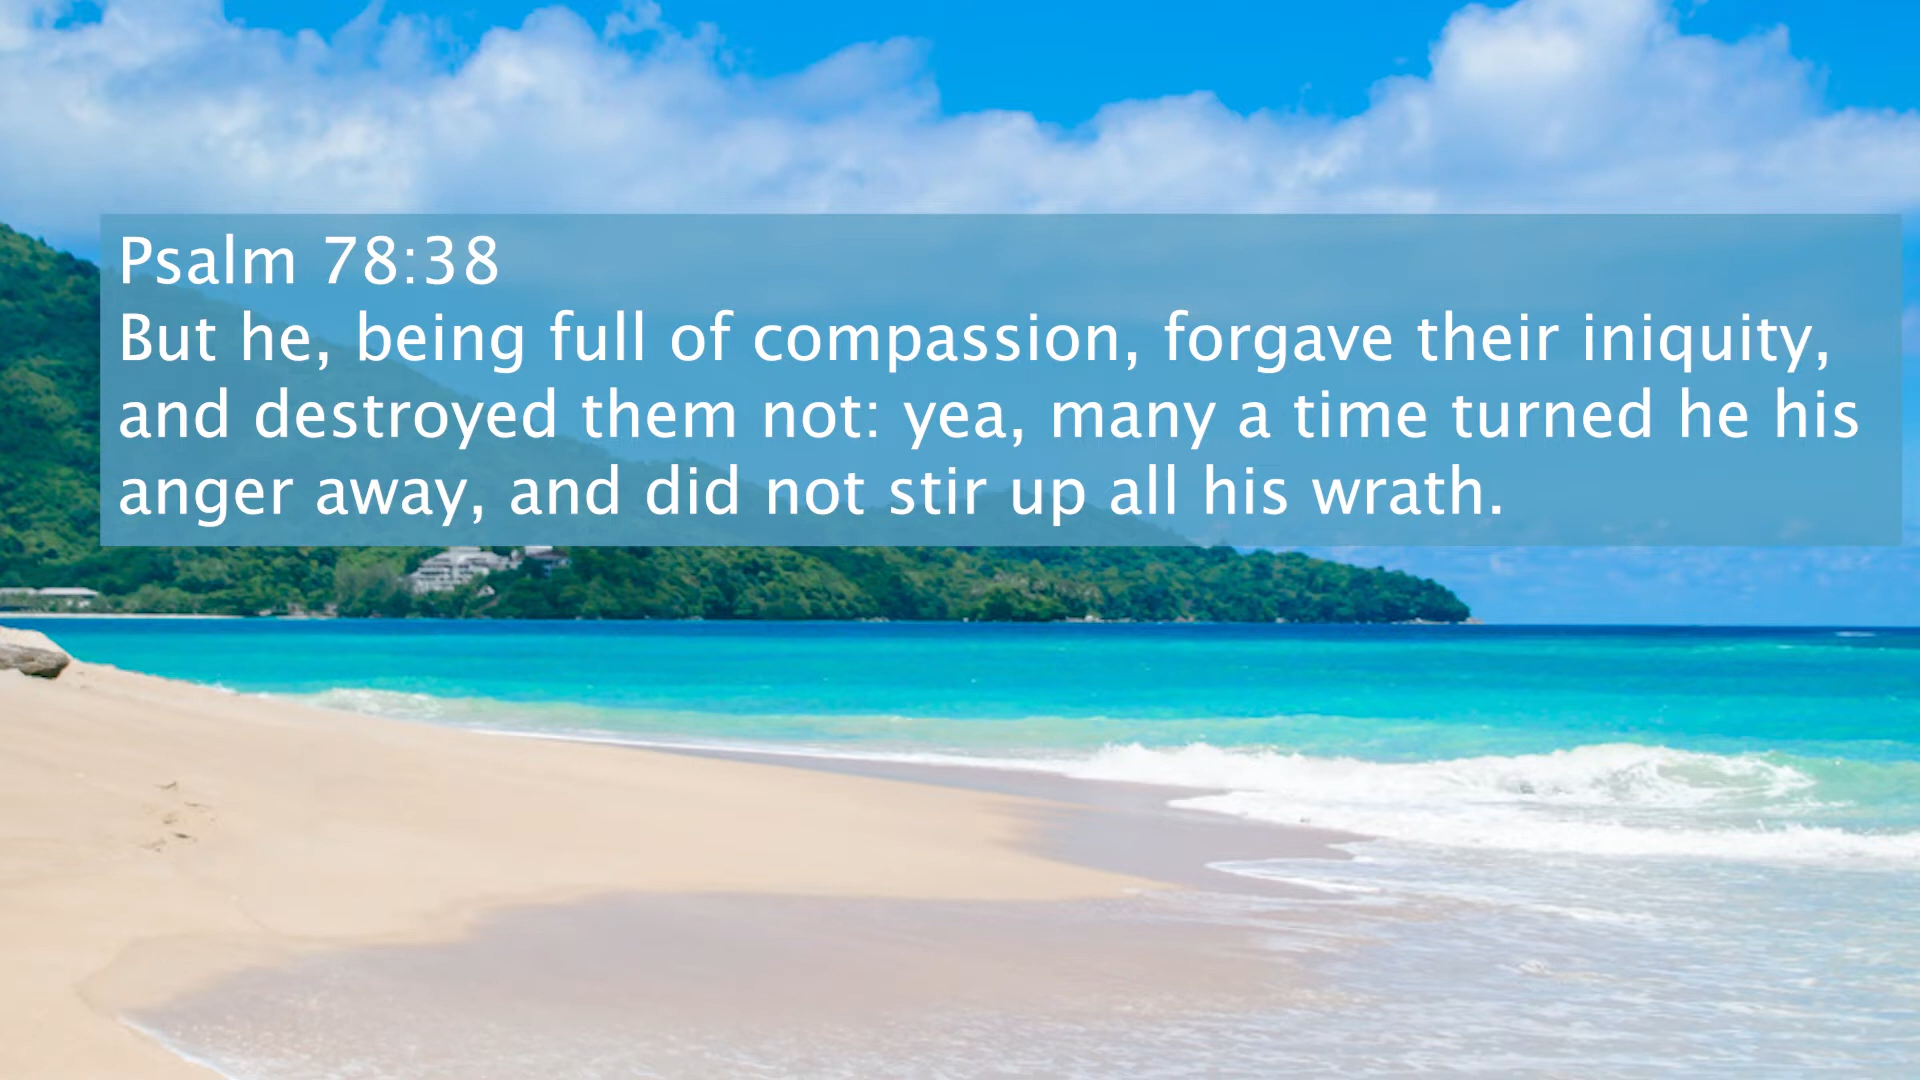 Psalm 78:38
But he, being full of compassion, forgave their iniquity,
and destroyed them not: yea, many a time turned he his
anger away, and did not stir up all his wrath.